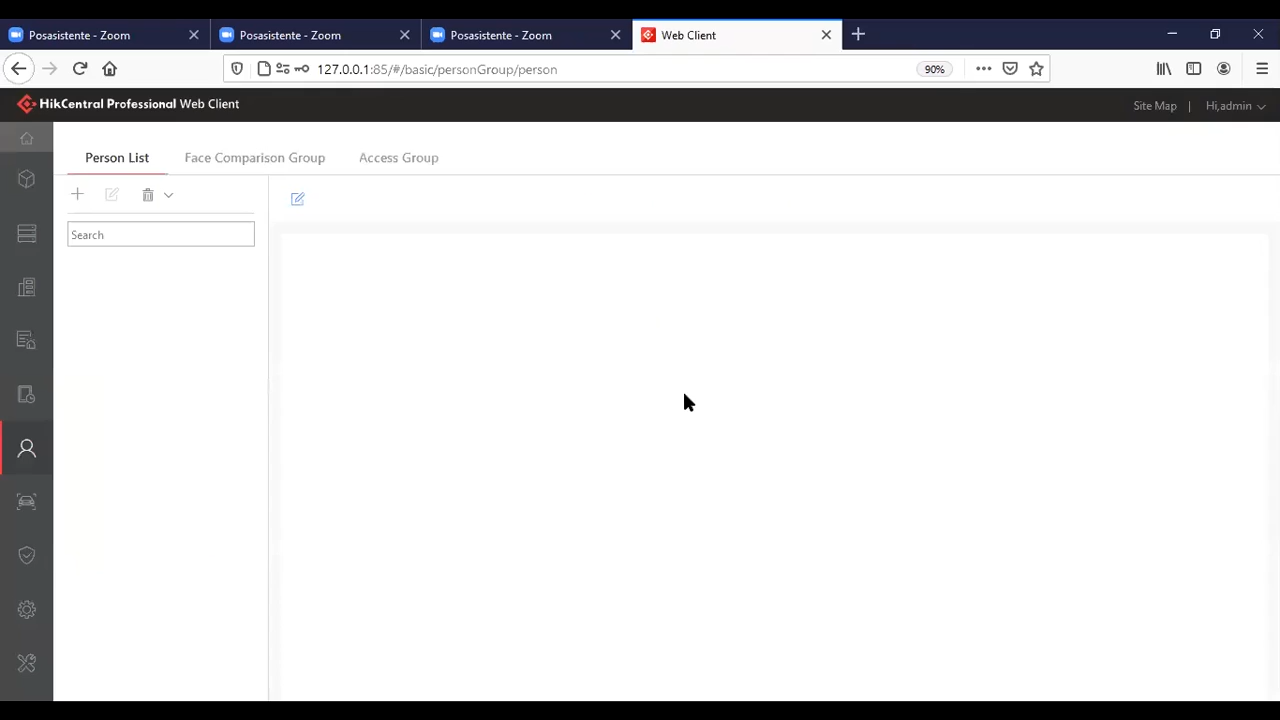 Posasistente - Zoom
Posasistente - Zoom
Posasistente - Zoom
Web Client
127.0.0.1:85/#/basic/personGroup/person
90%
HikCentral Professional Web Client
Site Map | Hi,admin
Person List
Face Comparison Group
Access Group
Search